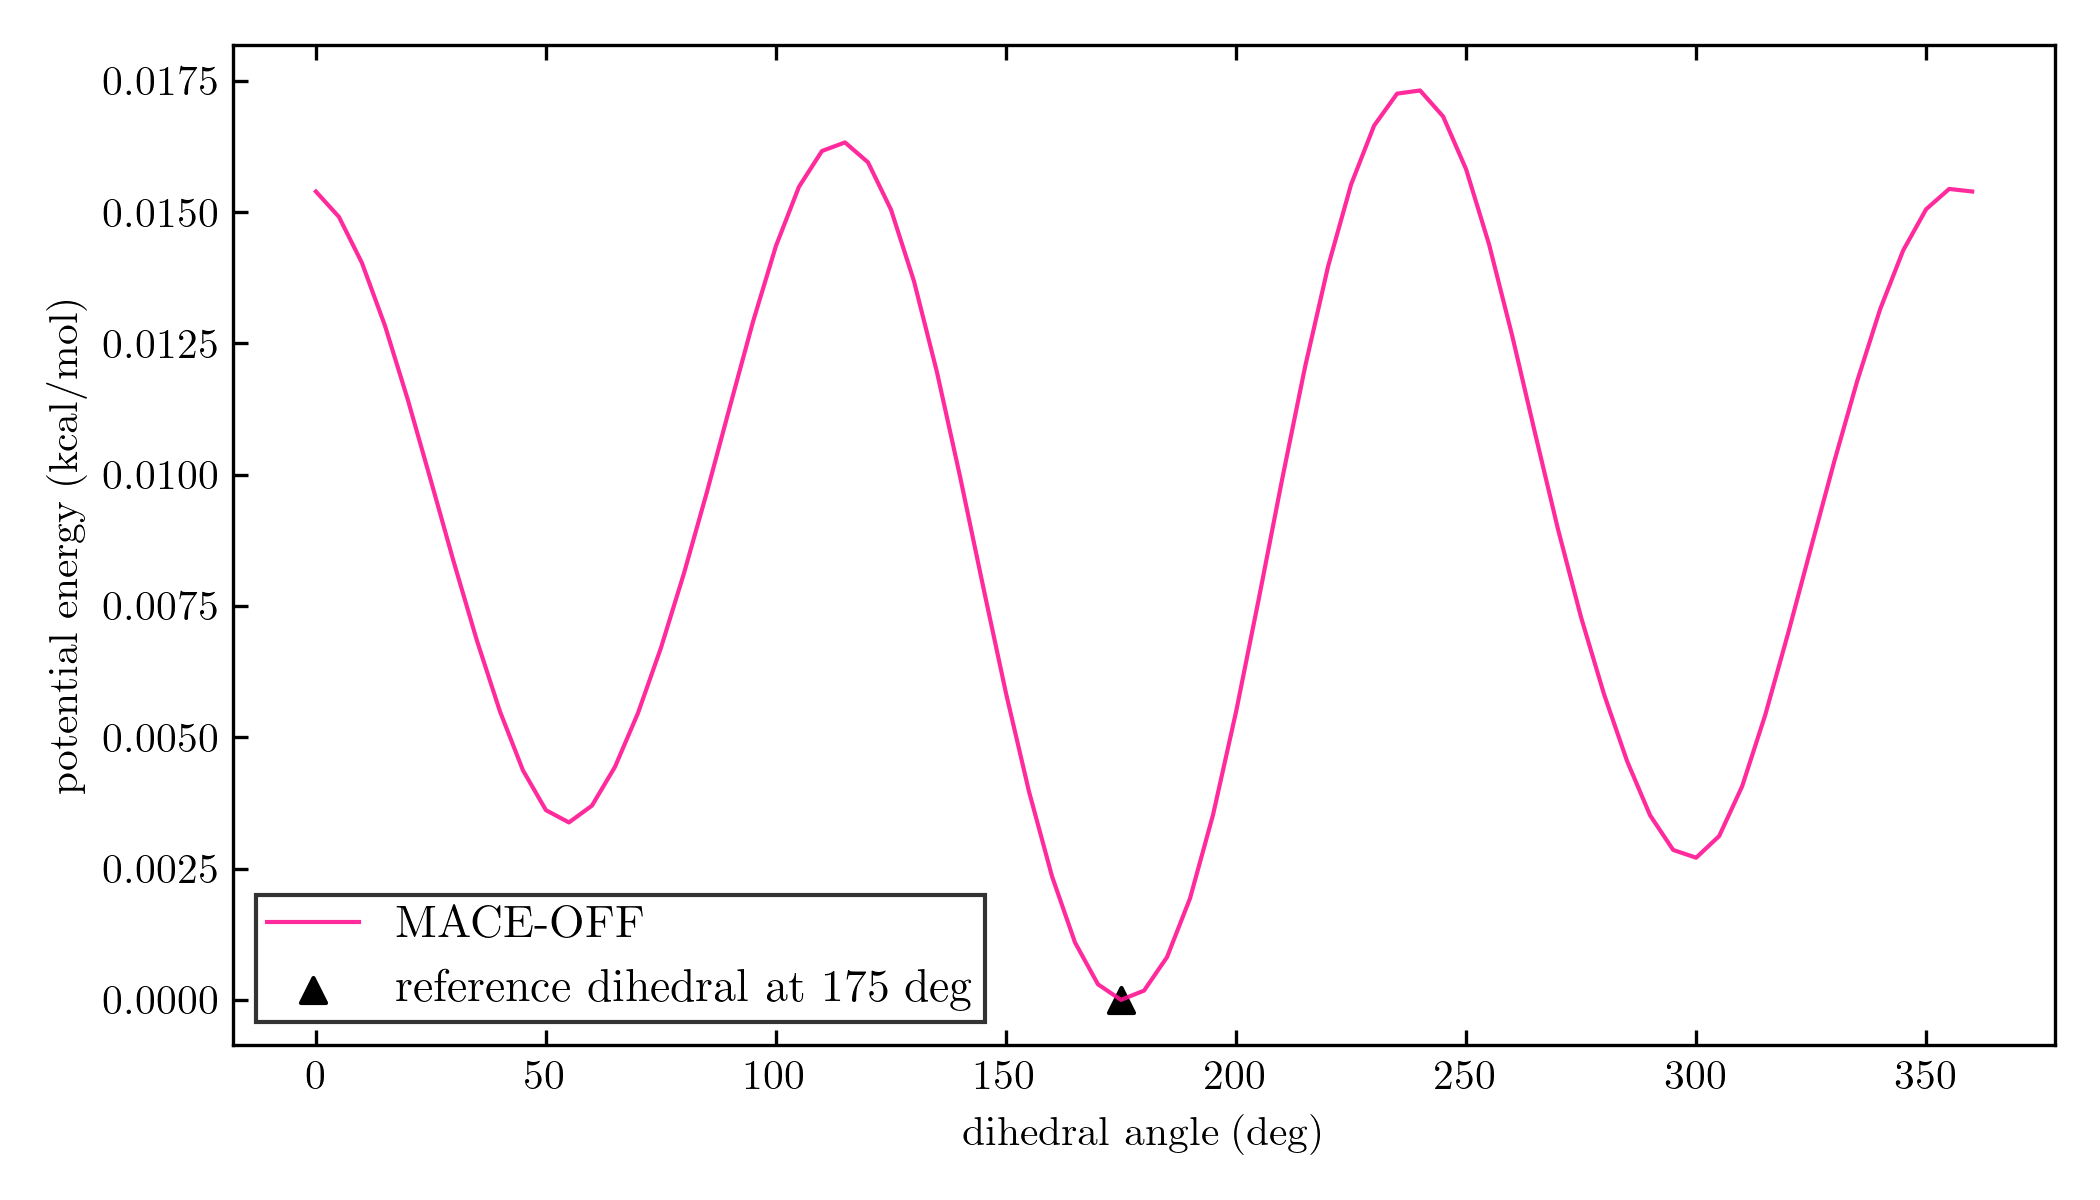 0.0175
0.0150
0.0125
0.0100
0.0075
0.0050
0.0025
0.0000
potential energy (kcal/mol)
MACE-OFF
reference dihedral at 175 deg
0 50 100 150 200 250 300 350
dihedral angle (deg)